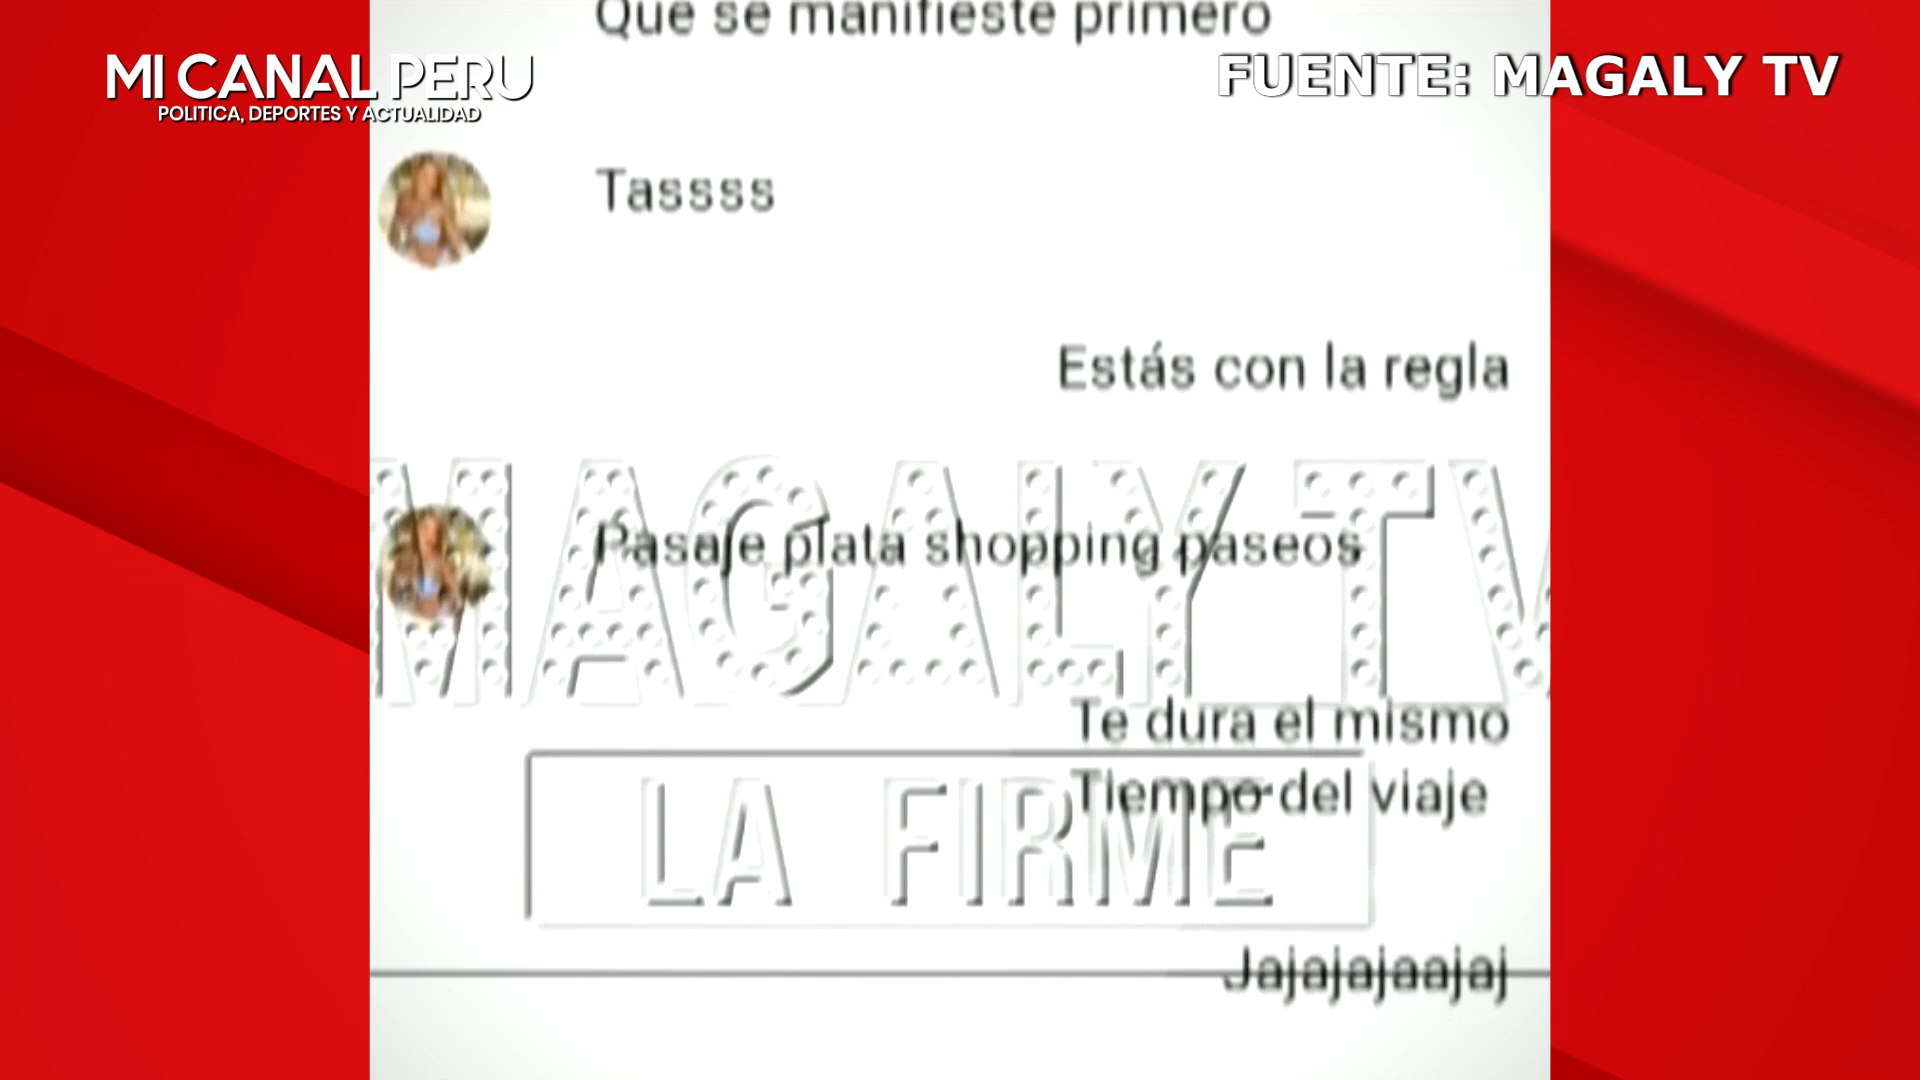 Que se manifieste primero
MI CANAL PERU
POLITICA, DEPORTES Y ACTUALIDAD
FUENTE: MAGALY TV
Tassss
Estás con la regla
Pasaje plata shopping paseos
MAGALY TV
Te dura el mismo
Tiempo del viaje
LA FIRME
Jajajajaajaj